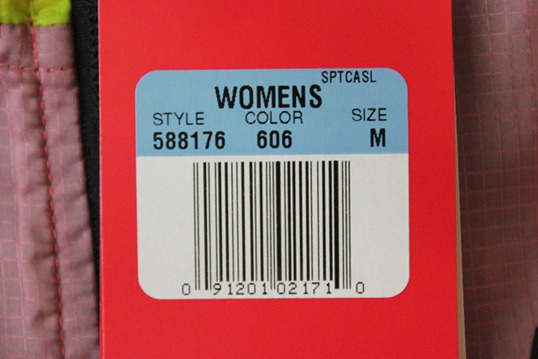 SPTCASL
WOMENS
STYLE COLOR SIZE
588176 606 M
0 91201 02171 0